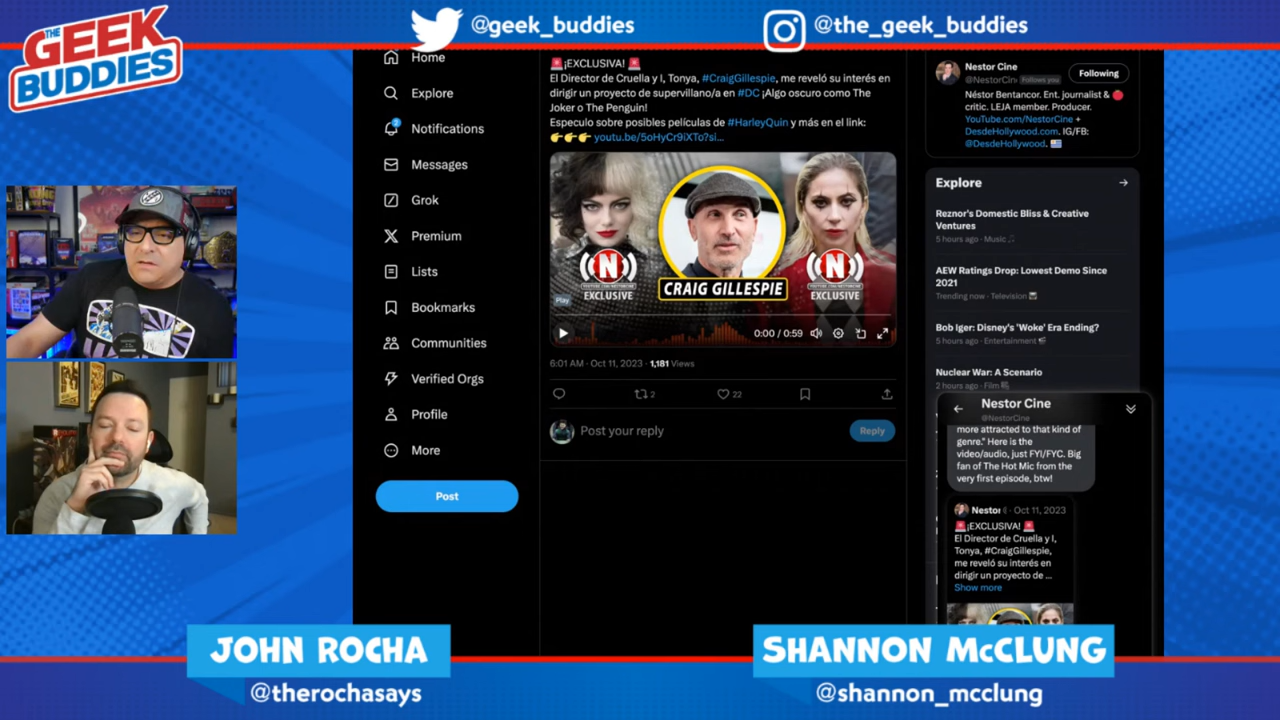 THE
GEEK
BUDDIES
@geek_buddies
@the_geek_buddies
Home
Explore
Notifications
2
Messages
Grok
Premium
Lists
Bookmarks
Communities
Verified Orgs
Profile
More
Post
🚨¡EXCLUSIVA! 🚨
El Director de Cruella y I, Tonya, #CraigGillespie, me reveló su interés en
dirigir un proyecto de supervillano/a en #DC ¡Algo oscuro como The
Joker o The Penguin!
Especulo sobre posibles películas de #HarleyQuin y más en el link:
👉👉👉 youtu.be/5oHyCr9iXTo?si...
N
EXCLUSIVE
CRAIG GILLESPIE
N
EXCLUSIVE
Play
0:00 / 0:59
6:01 AM · Oct 11, 2023 · 1,181 Views
2
22
Post your reply
Reply
Nestor Cine
@NestorCin Follows you
Following
Néstor Bentancor. Ent. journalist & 🍅
critic. LEJA member. Producer.
YouTube.com/NestorCine +
DesdeHollywood.com. IG/FB:
@DesdeHollywood. 🇺🇾
Explore
Reznor's Domestic Bliss & Creative
Ventures
5 hours ago · Music 🎵
AEW Ratings Drop: Lowest Demo Since
2021
Trending now · Television 📺
Bob Iger: Disney's 'Woke' Era Ending?
5 hours ago · Entertainment 📽
Nuclear War: A Scenario
2 hours ago · Film 🎬
Nestor Cine
@NestorCine
more attracted to that kind of
genre." Here is the
video/audio, just FYI/FYC. Big
fan of The Hot Mic from the
very first episode, btw!
Nestor · Oct 11, 2023
🚨¡EXCLUSIVA! 🚨
El Director de Cruella y I,
Tonya, #CraigGillespie,
me reveló su interés en
dirigir un proyecto de ...
Show more
JOHN ROCHA
@therochasays
SHANNON McCLUNG
@shannon_mcclung